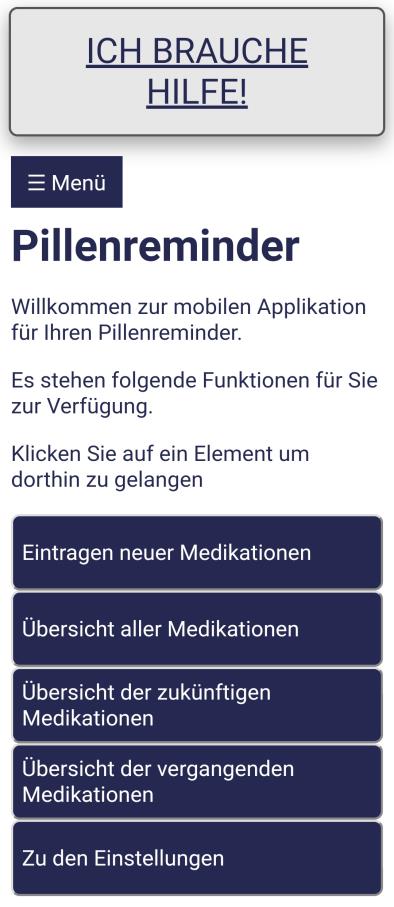 ICH BRAUCHE
HILFE!
☰ Menü
Pillenreminder
Willkommen zur mobilen Applikation
für Ihren Pillenreminder.
Es stehen folgende Funktionen für Sie
zur Verfügung.
Klicken Sie auf ein Element um
dorthin zu gelangen
Eintragen neuer Medikationen
Übersicht aller Medikationen
Übersicht der zukünftigen
Medikationen
Übersicht der vergangenden
Medikationen
Zu den Einstellungen